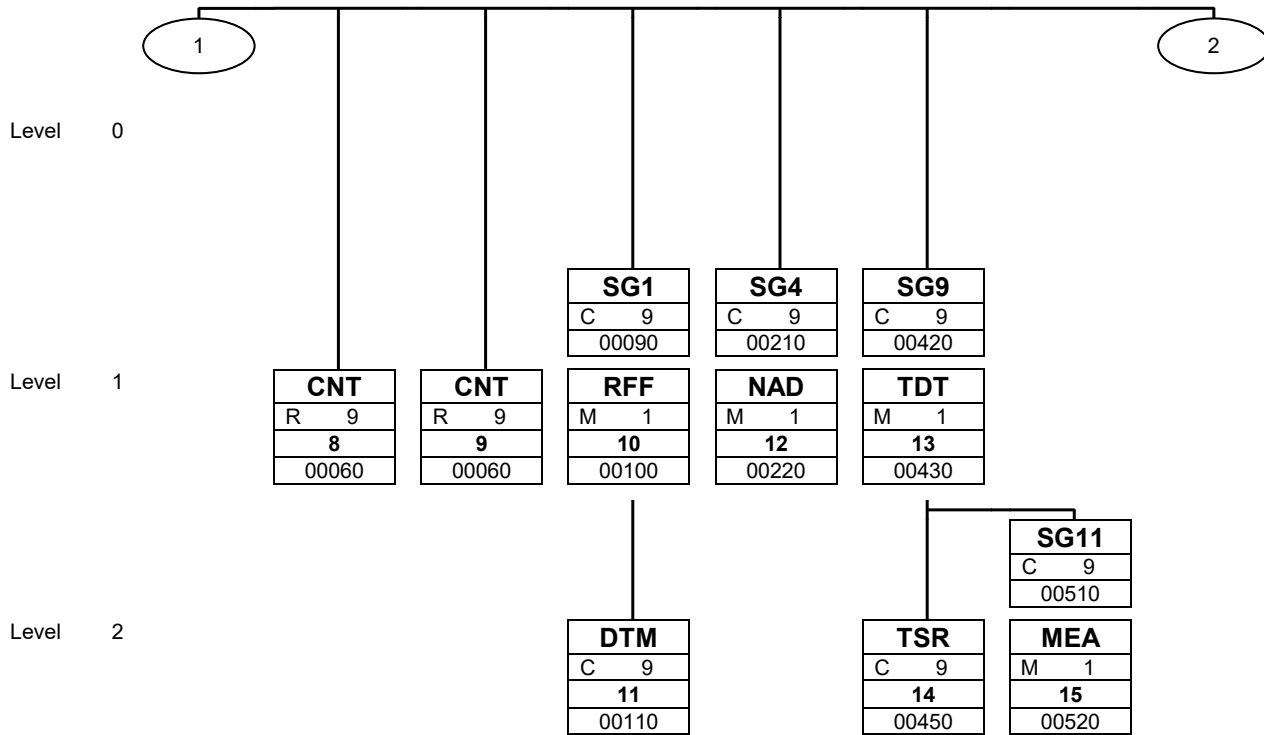 1
2
Level 0
SG1
C 9
00090
SG4
C 9
00210
SG9
C 9
00420
Level 1
CNT
R 9
8
00060
CNT
R 9
9
00060
RFF
M 1
10
00100
NAD
M 1
12
00220
TDT
M 1
13
00430
SG11
C 9
00510
Level 2
DTM
C 9
11
00110
TSR
C 9
14
00450
MEA
M 1
15
00520